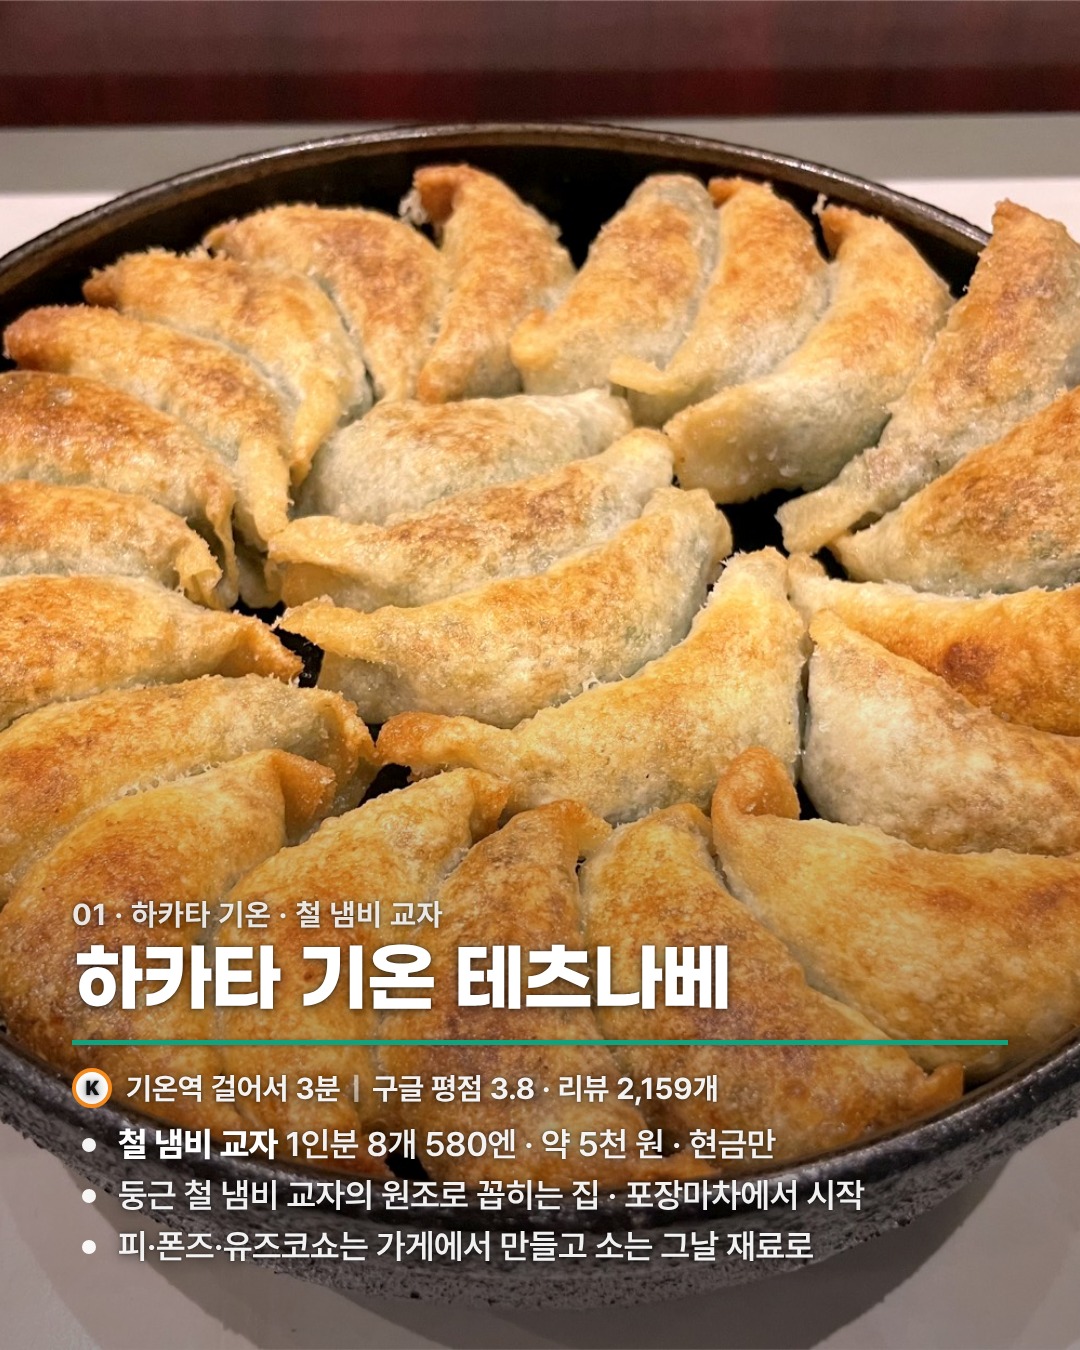 01 · 하카타 기온 · 철 냄비 교자
하카타 기온 테츠나베
K 기온역 걸어서 3분 | 구글 평점 3.8 · 리뷰 2,159개
• 철 냄비 교자 1인분 8개 580엔 · 약 5천 원 · 현금만
• 둥근 철 냄비 교자의 원조로 꼽히는 집 · 포장마차에서 시작
• 피·폰즈·유즈코쇼는 가게에서 만들고 소는 그날 재료로